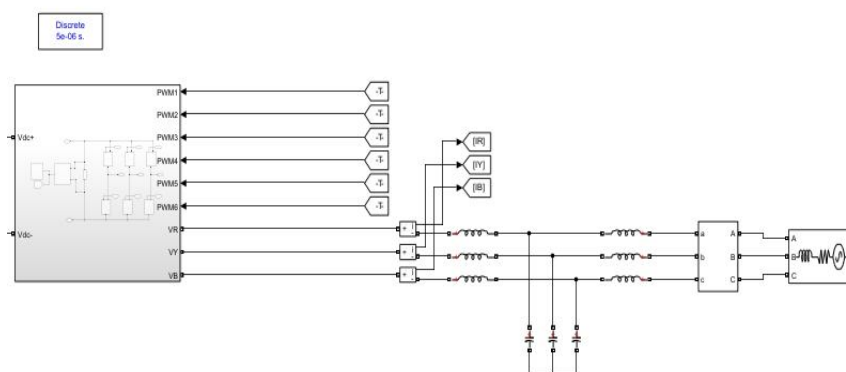 Discrete
5e-06 s.
PWM1
PWM2
PWM3
PWM4
PWM5
PWM6
Vdc+
Vdc-
VR
VY
VB
-T-
-T-
-T-
-T-
-T-
-T-
[IR]
[IY]
[IB]
+ i
-
+ i
-
+ i
-
a A
b B
c C
A
B
C